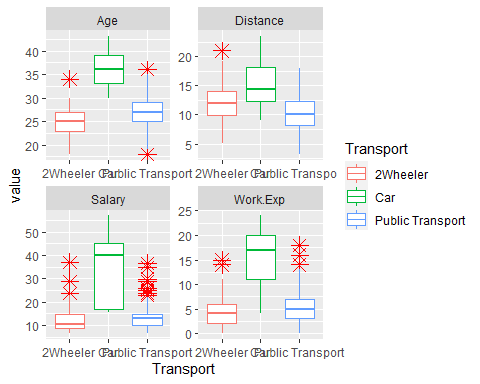 Age
Distance
40
35
30
25
20
20
15
10
5
2Wheeler Car Public Transport
2Wheeler Car Public Transport
Salary
Work.Exp
50
40
30
20
10
25
20
15
10
5
0
2Wheeler Car Public Transport
2Wheeler Car Public Transport
Transport
value
Transport
2Wheeler
Car
Public Transport